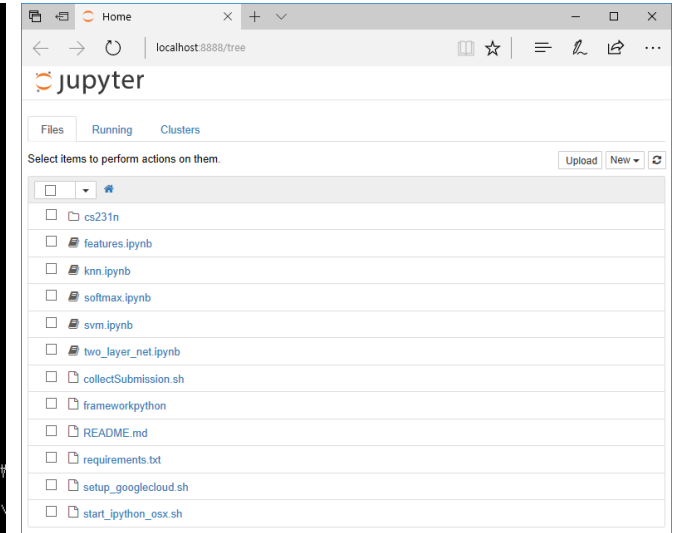 Home
localhost:8888/tree
jupyter
Files Running Clusters
Select items to perform actions on them.
Upload New
cs231n
features.ipynb
knn.ipynb
softmax.ipynb
svm.ipynb
two_layer_net.ipynb
collectSubmission.sh
frameworkpython
README.md
requirements.txt
setup_googlecloud.sh
start_ipython_osx.sh